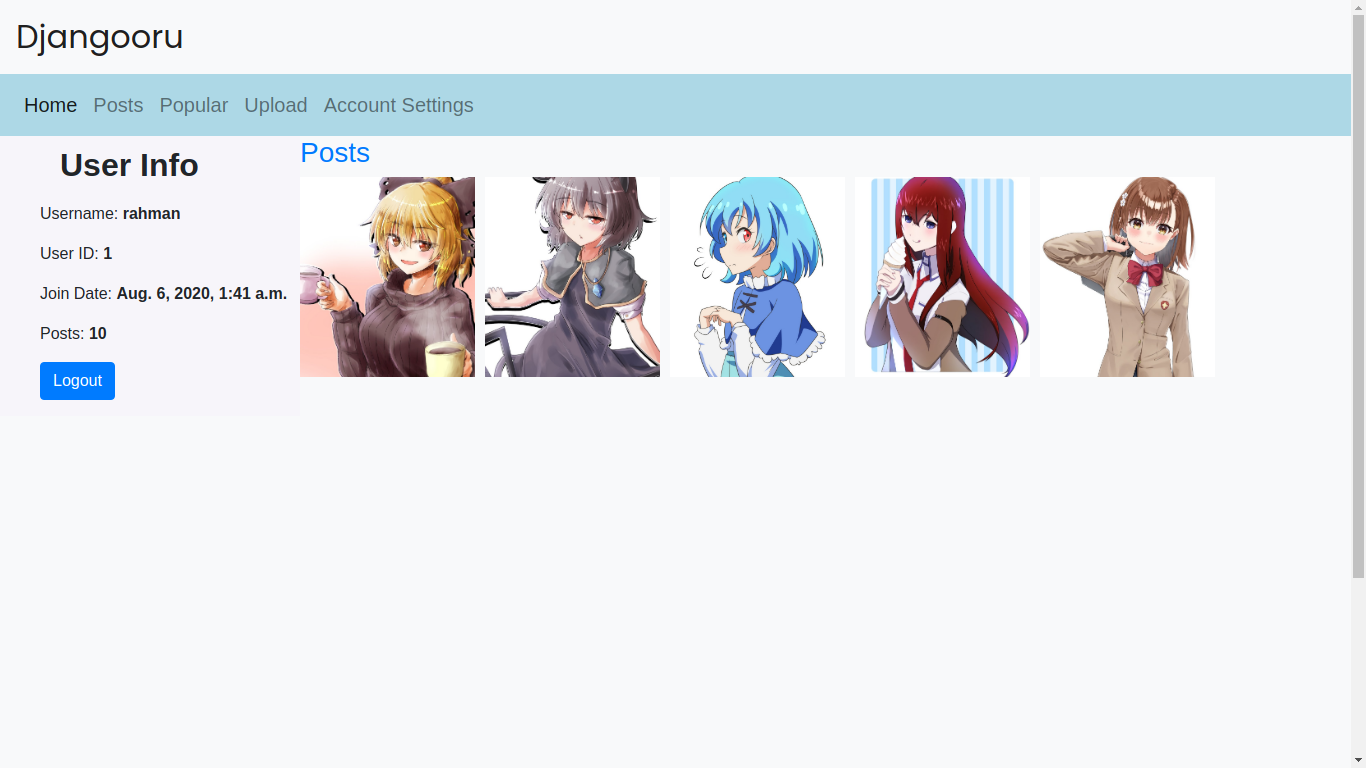 Djangooru
Home Posts Popular Upload Account Settings
User Info
Username: rahman
User ID: 1
Join Date: Aug. 6, 2020, 1:41 a.m.
Posts: 10
Logout
Posts